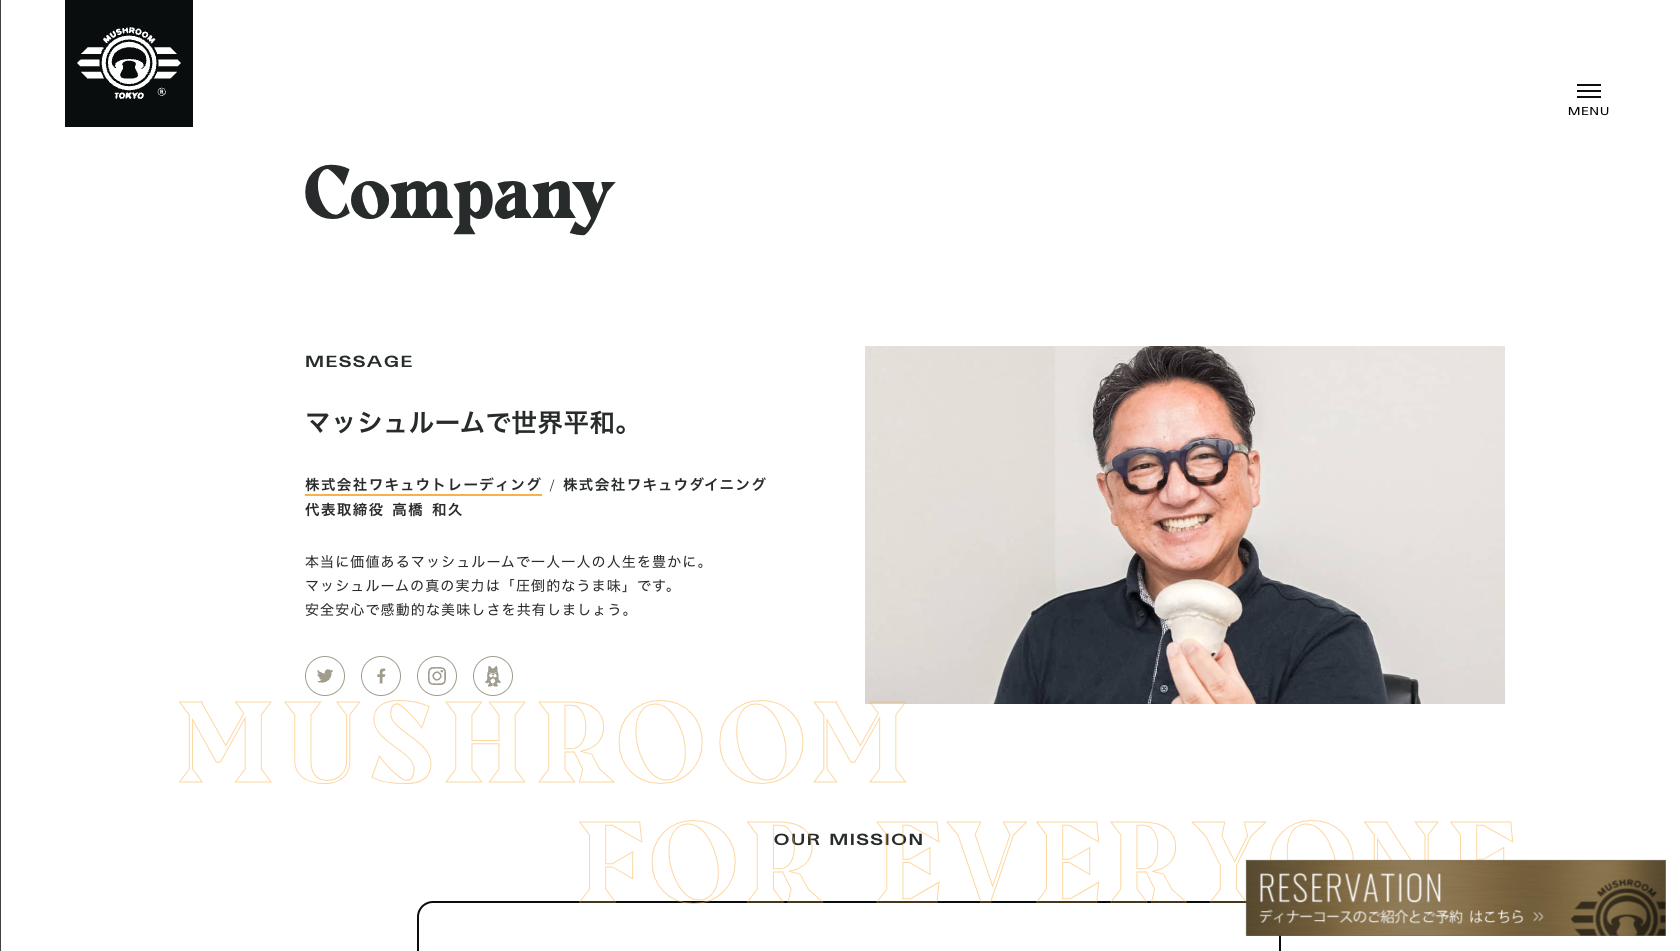 MUSHROOM
TOKYO
®
MENU
Company
MESSAGE
マッシュルームで世界平和。
株式会社ワキュウトレーディング / 株式会社ワキュウダイニング
代表取締役 高橋 和久
本当に価値あるマッシュルームで一人一人の人生を豊かに。
マッシュルームの真の実力は「圧倒的なうま味」です。
安全安心で感動的な美味しさを共有しましょう。
MUSHROOM
FOR EVERYONE
OUR MISSION
RESERVATION
ディナーコースのご紹介とご予約 はこちら »
MUSHROOM